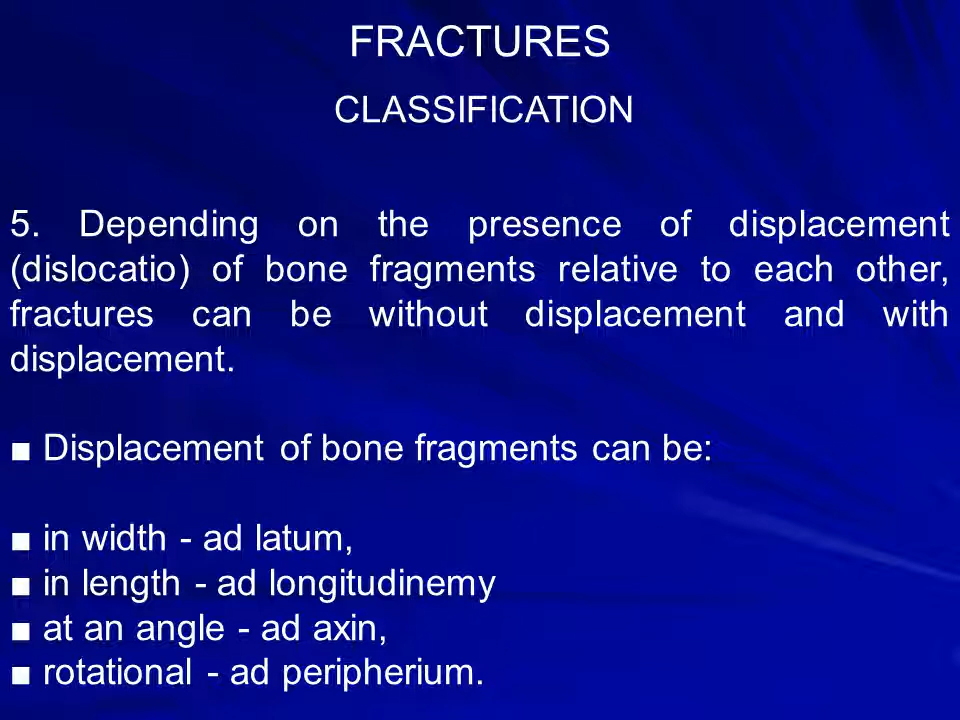 FRACTURES
CLASSIFICATION
5. Depending on the presence of displacement
(dislocatio) of bone fragments relative to each other,
fractures can be without displacement and with
displacement.
■ Displacement of bone fragments can be:
■ in width - ad latum,
■ in length - ad longitudinemy
■ at an angle - ad axin,
■ rotational - ad peripherium.